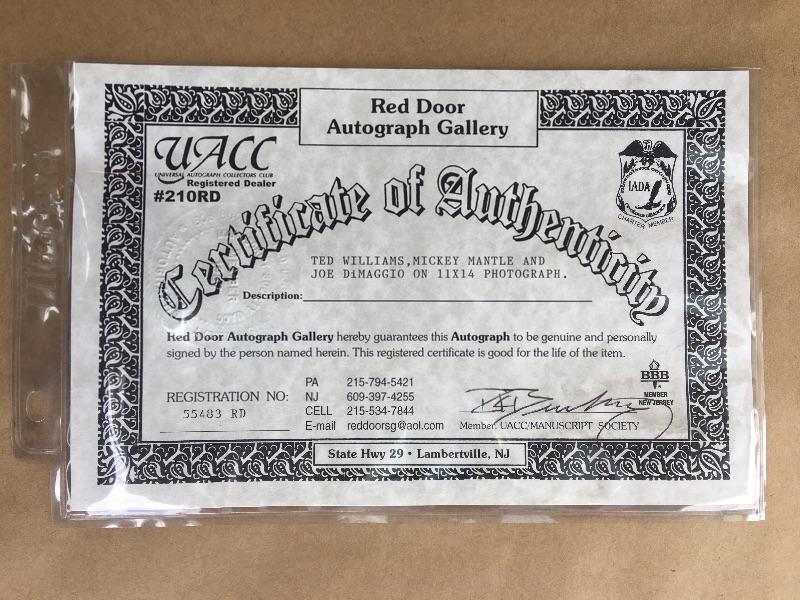 Red Door
Autograph Gallery
UACC
UNIVERSAL AUTOGRAPH COLLECTORS CLUB
Registered Dealer
#210RD
IADA
CHARTER MEMBER
Certificate of Authenticity
TED WILLIAMS,MICKEY MANTLE AND
JOE DiMAGGIO ON 11X14 PHOTOGRAPH.
Description:
Red Door Autograph Gallery hereby guarantees this Autograph to be genuine and personally
signed by the person named herein. This registered certificate is good for the life of the item.
REGISTRATION NO:
55483 RD
PA 215-794-5421
NJ 609-397-4255
CELL 215-534-7844
E-mail reddoorsg@aol.com
BBB
MEMBER
NEW JERSEY
Member: UACC/MANUSCRIPT SOCIETY
State Hwy 29 • Lambertville, NJ